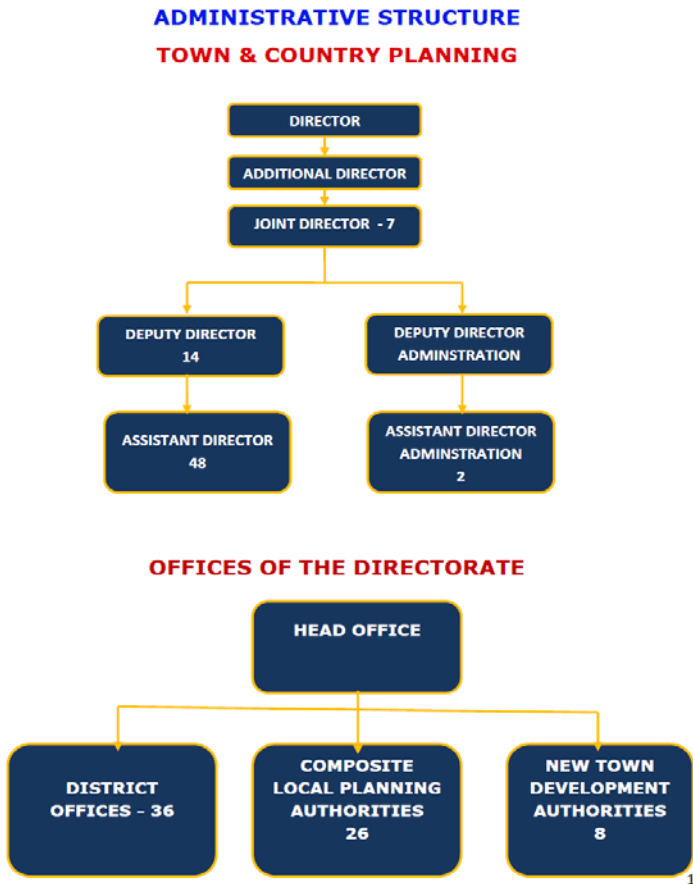 ADMINISTRATIVE STRUCTURE
TOWN & COUNTRY PLANNING
DIRECTOR
ADDITIONAL DIRECTOR
JOINT DIRECTOR - 7
DEPUTY DIRECTOR
14
DEPUTY DIRECTOR
ADMINSTRATION
ASSISTANT DIRECTOR
48
ASSISTANT DIRECTOR
ADMINSTRATION
2
OFFICES OF THE DIRECTORATE
HEAD OFFICE
DISTRICT
OFFICES – 36
COMPOSITE
LOCAL PLANNING
AUTHORITIES
26
NEW TOWN
DEVELOPMENT
AUTHORITIES
8
1